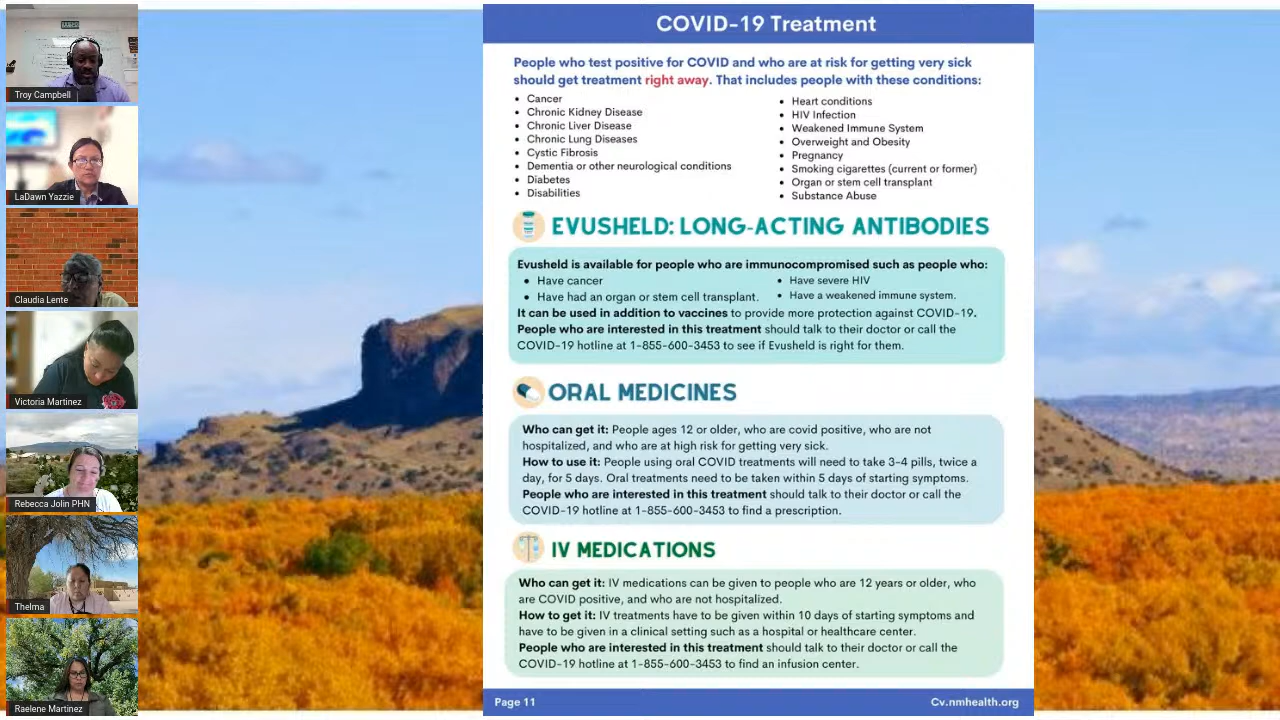 Troy Campbell
LaDawn Yazzie
Claudia Lente
Victoria Martinez
Rebecca Jolin PHN
Thelma
Raelene Martinez
COVID-19 Treatment
People who test positive for COVID and who are at risk for getting very sick
should get treatment right away. That includes people with these conditions:
• Cancer
• Chronic Kidney Disease
• Chronic Liver Disease
• Chronic Lung Diseases
• Cystic Fibrosis
• Dementia or other neurological conditions
• Diabetes
• Disabilities
• Heart conditions
• HIV Infection
• Weakened Immune System
• Overweight and Obesity
• Pregnancy
• Smoking cigarettes (current or former)
• Organ or stem cell transplant
• Substance Abuse
EVUSHELD: LONG-ACTING ANTIBODIES
Evusheld is available for people who are immunocompromised such as people who:
• Have cancer
• Have had an organ or stem cell transplant.
• Have severe HIV
• Have a weakened immune system.
It can be used in addition to vaccines to provide more protection against COVID-19.
People who are interested in this treatment should talk to their doctor or call the
COVID-19 hotline at 1-855-600-3453 to see if Evusheld is right for them.
ORAL MEDICINES
Who can get it: People ages 12 or older, who are covid positive, who are not
hospitalized, and who are at high risk for getting very sick.
How to use it: People using oral COVID treatments will need to take 3-4 pills, twice a
day, for 5 days. Oral treatments need to be taken within 5 days of starting symptoms.
People who are interested in this treatment should talk to their doctor or call the
COVID-19 hotline at 1-855-600-3453 to find a prescription.
IV MEDICATIONS
Who can get it: IV medications can be given to people who are 12 years or older, who
are COVID positive, and who are not hospitalized.
How to get it: IV treatments have to be given within 10 days of starting symptoms and
have to be given in a clinical setting such as a hospital or healthcare center.
People who are interested in this treatment should talk to their doctor or call the
COVID-19 hotline at 1-855-600-3453 to find an infusion center.
Page 11
Cv.nmhealth.org